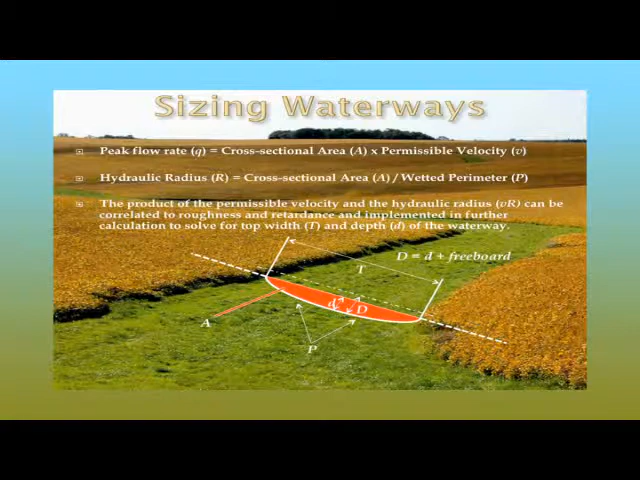 Sizing Waterways
Peak flow rate (q) = Cross-sectional Area (A) x Permissible Velocity (v)
Hydraulic Radius (R) = Cross-sectional Area (A) / Wetted Perimeter (P)
The product of the permissible velocity and the hydraulic radius (vR) can be
correlated to roughness and retardance and implemented in further
calculation to solve for top width (T) and depth (d) of the waterway.
D = d + freeboard
T
d
D
A
P